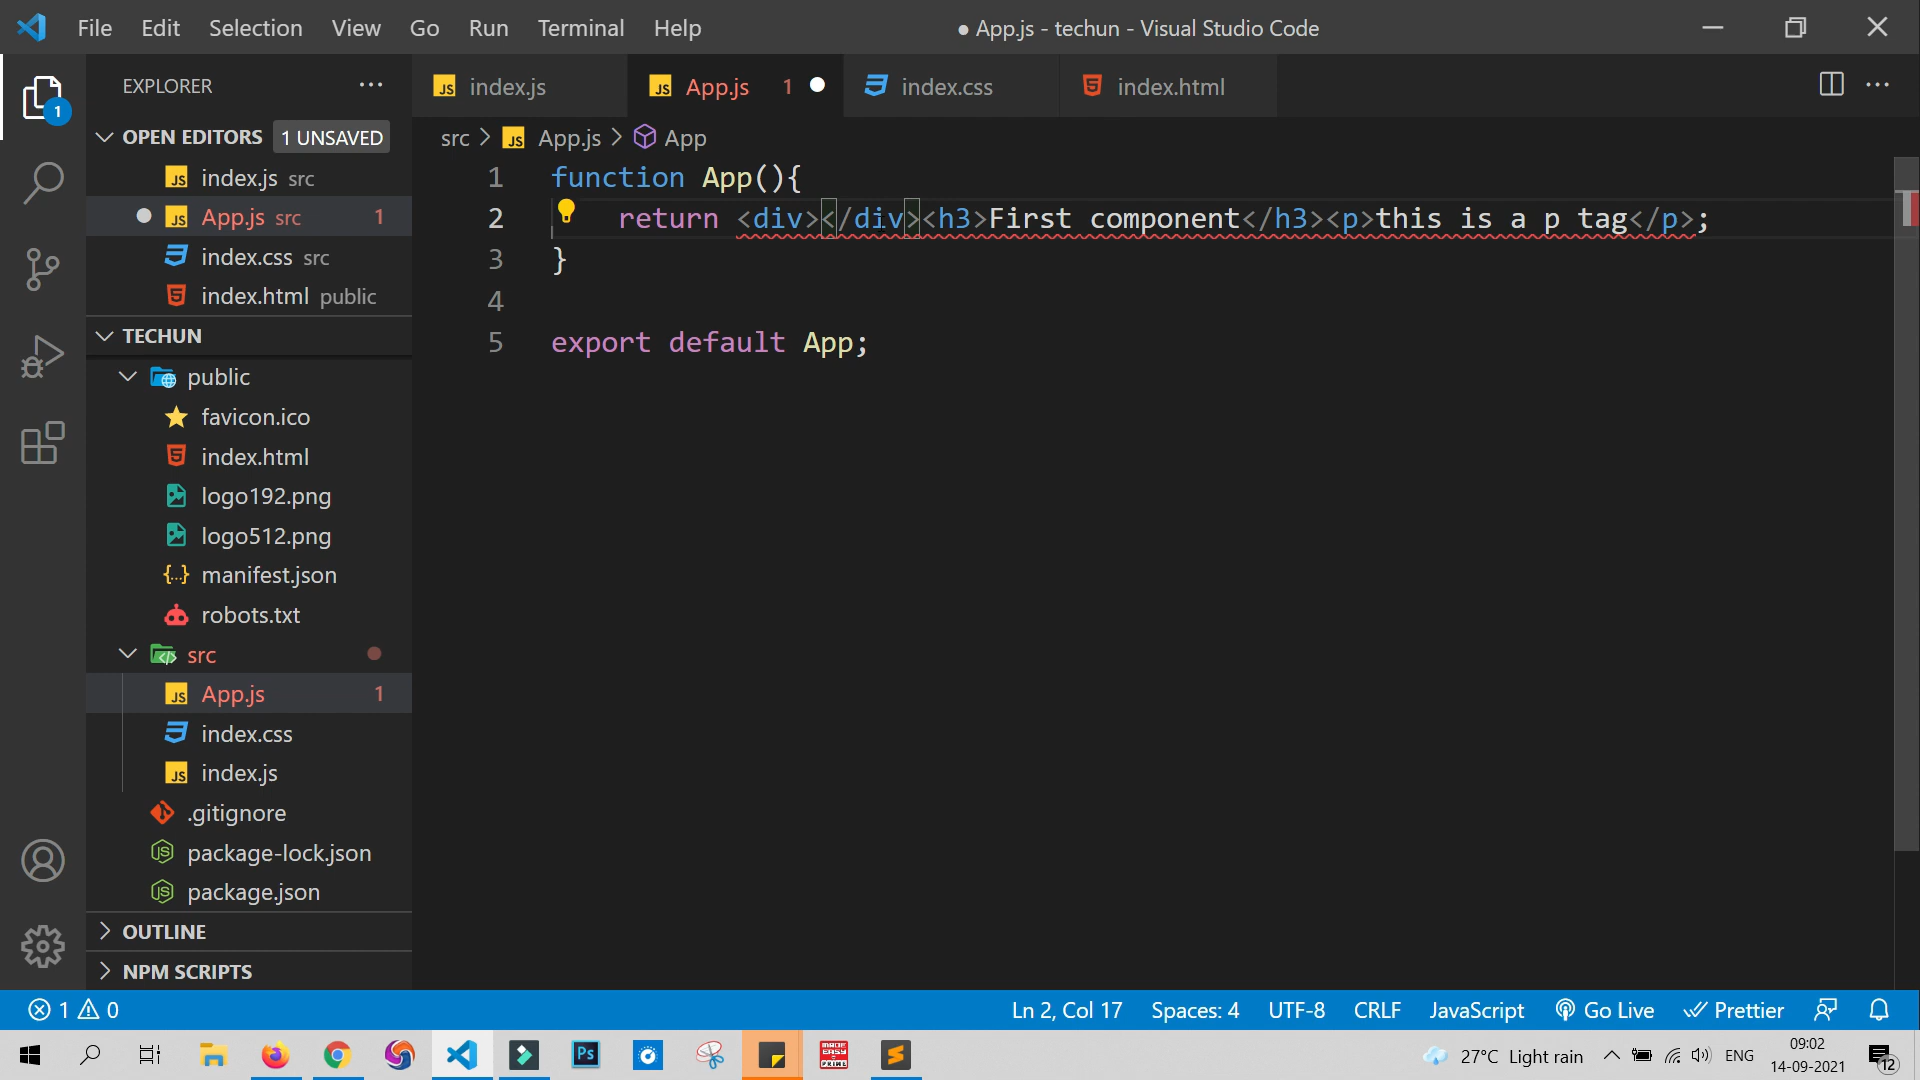 File Edit Selection View Go Run Terminal Help
● App.js - techun - Visual Studio Code
EXPLORER
index.js
App.js 1
index.css
index.html
OPEN EDITORS 1 UNSAVED
src > App.js > App
index.js src
App.js src 1
index.css src
index.html public
TECHUN
public
favicon.ico
index.html
logo192.png
logo512.png
manifest.json
robots.txt
src
App.js 1
index.css
index.js
.gitignore
package-lock.json
package.json
OUTLINE
NPM SCRIPTS
1 function App(){
2 return <div></div><h3>First component</h3><p>this is a p tag</p>;
3 }
4
5 export default App;
1 0
Ln 2, Col 17 Spaces: 4 UTF-8 CRLF JavaScript Go Live Prettier
27°C Light rain ENG
09:02
14-09-2021
12